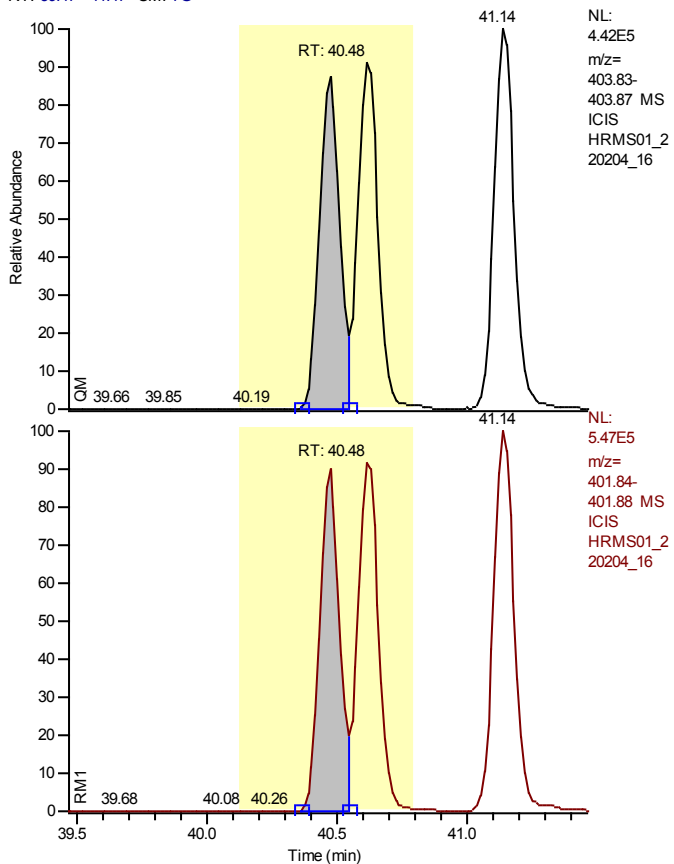 41.14
NL:
4.42E5
m/z=
403.83-
403.87 MS
ICIS
HRMS01_2
20204_16
RT: 40.48
100
90
80
70
60
50
40
30
20
10
0
Relative Abundance
QM
39.66 39.85 40.19
41.14
NL:
5.47E5
m/z=
401.84-
401.88 MS
ICIS
HRMS01_2
20204_16
RT: 40.48
100
90
80
70
60
50
40
30
20
10
0
RM1
39.68 40.08 40.26
39.5 40.0 40.5 41.0
Time (min)